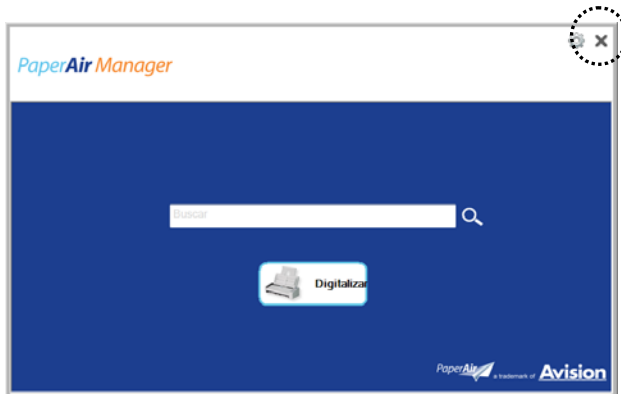 PaperAir Manager
Buscar
Digitalizar
PaperAir a trademark of Avision